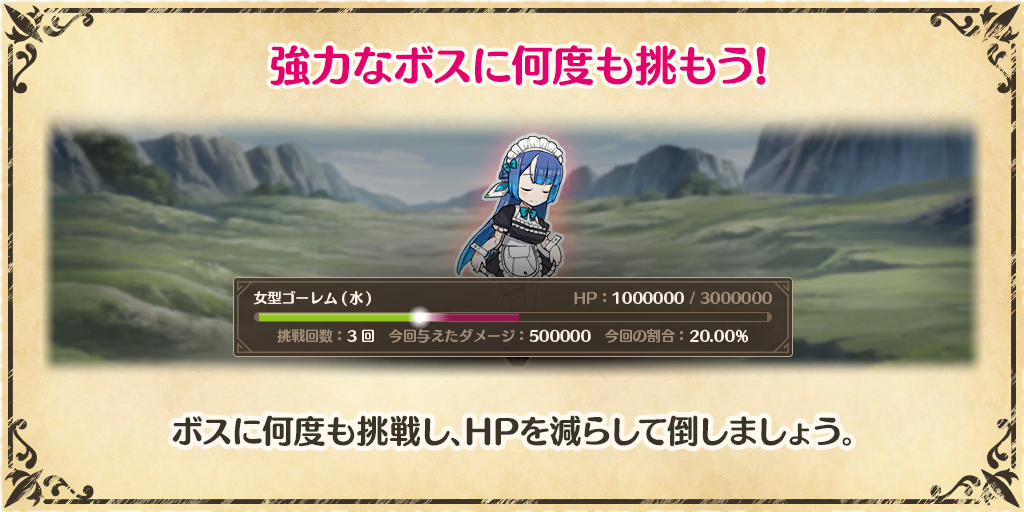 強力なボスに何度も挑もう!
女型ゴーレム(水) HP:1000000 / 3000000
挑戦回数:3回 今回与えたダメージ:500000 今回の割合:20.00%
ボスに何度も挑戦し、HPを減らして倒しましょう。